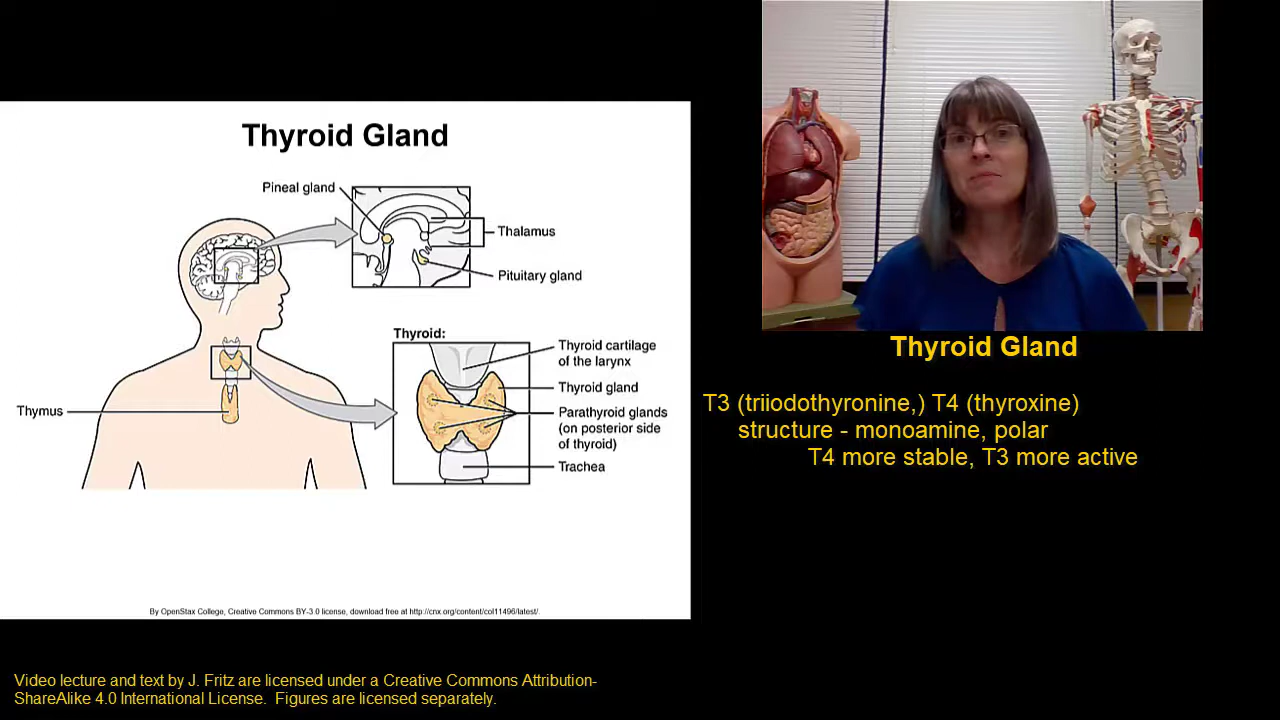 Thyroid Gland
Pineal gland
Thalamus
Pituitary gland
Thyroid:
Thyroid cartilage
of the larynx
Thyroid gland
Parathyroid glands
(on posterior side
of thyroid)
Trachea
Thymus
By OpenStax College, Creative Commons BY-3.0 license, download free at http://cnx.org/content/col11496/latest/.
Thyroid Gland
T3 (triiodothyronine,) T4 (thyroxine)
structure - monoamine, polar
T4 more stable, T3 more active
Video lecture and text by J. Fritz are licensed under a Creative Commons Attribution-
ShareAlike 4.0 International License.  Figures are licensed separately.